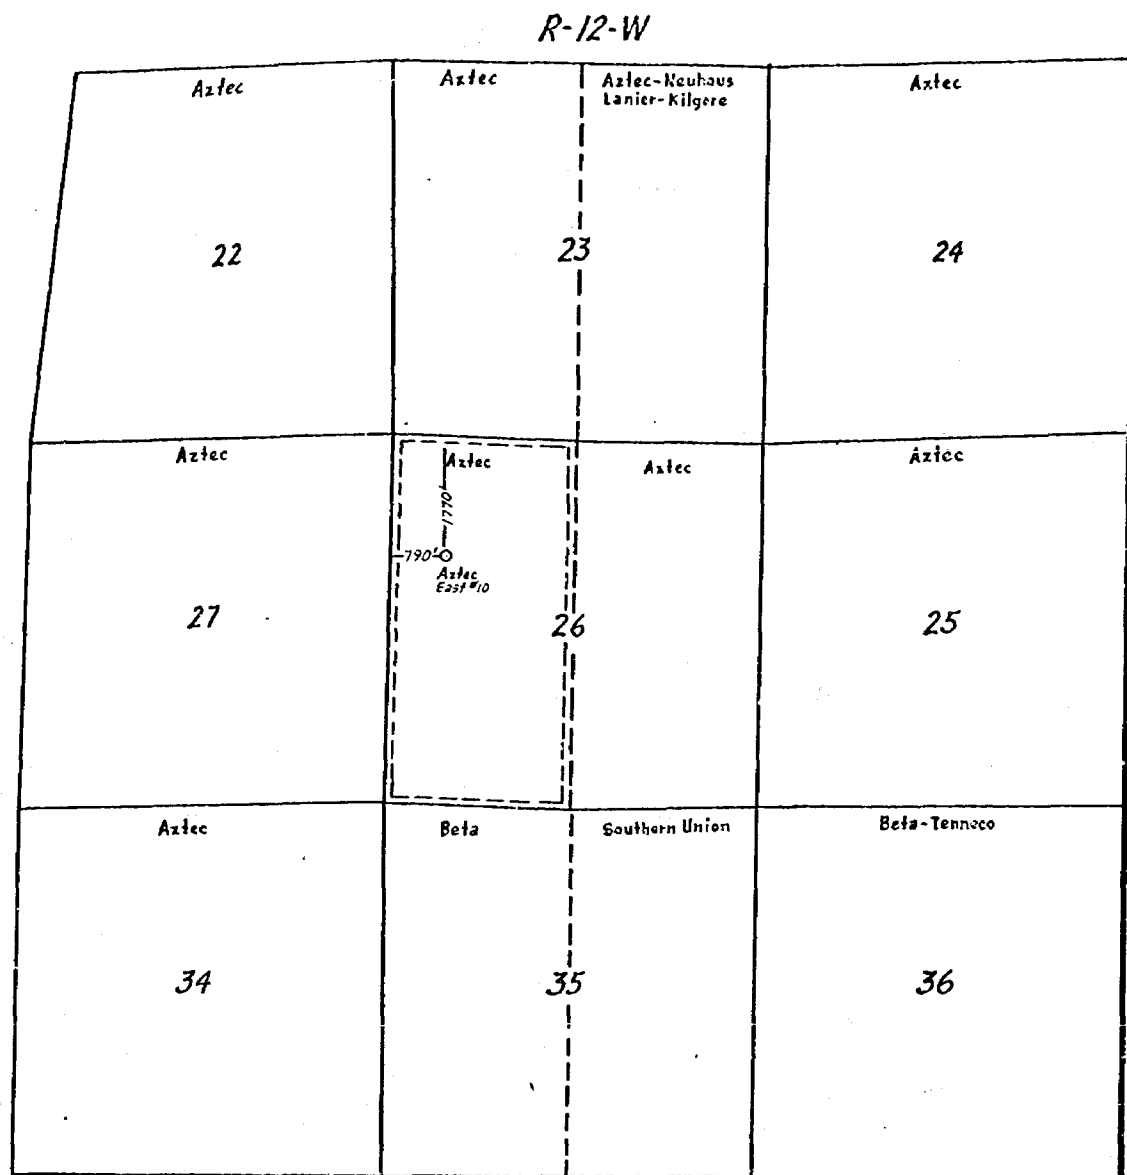 R-12-W
Aztec
Aztec
Aztec-Neuhaus
Lanier-Kilgore
Aztec
22
23
24
Aztec
Aztec
Aztec
Aztec
1770'
790'
Aztec
East #10
27
26
25
Aztec
Beta
Southern Union
Beta-Tenneco
34
35
36